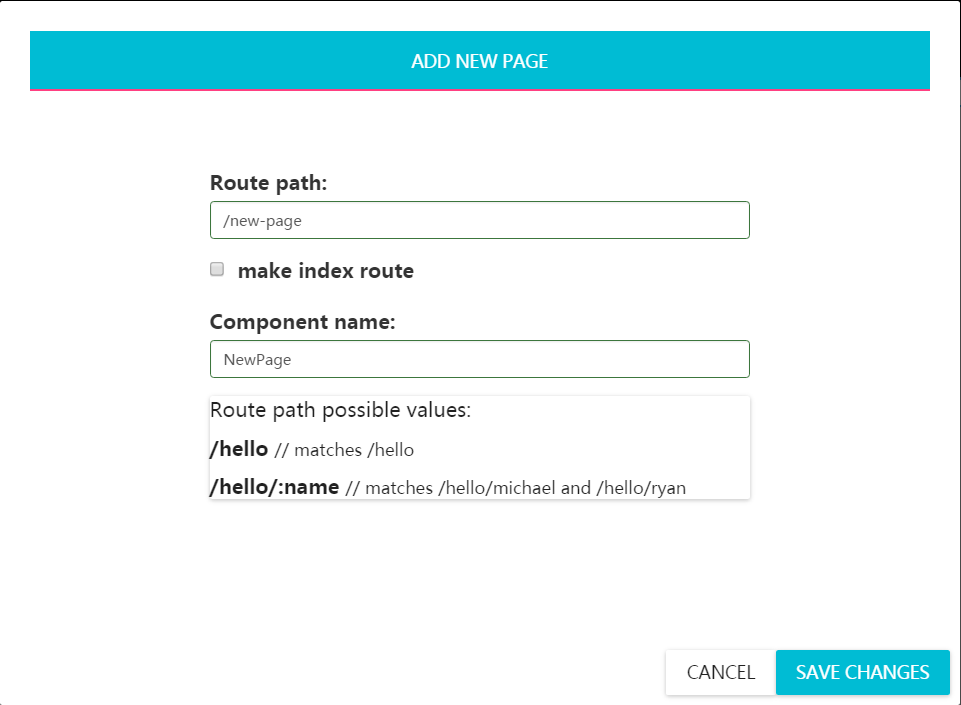 ADD NEW PAGE
Route path:
/new-page
make index route
Component name:
NewPage
Route path possible values:
/hello // matches /hello
/hello/:name // matches /hello/michael and /hello/ryan
CANCEL SAVE CHANGES